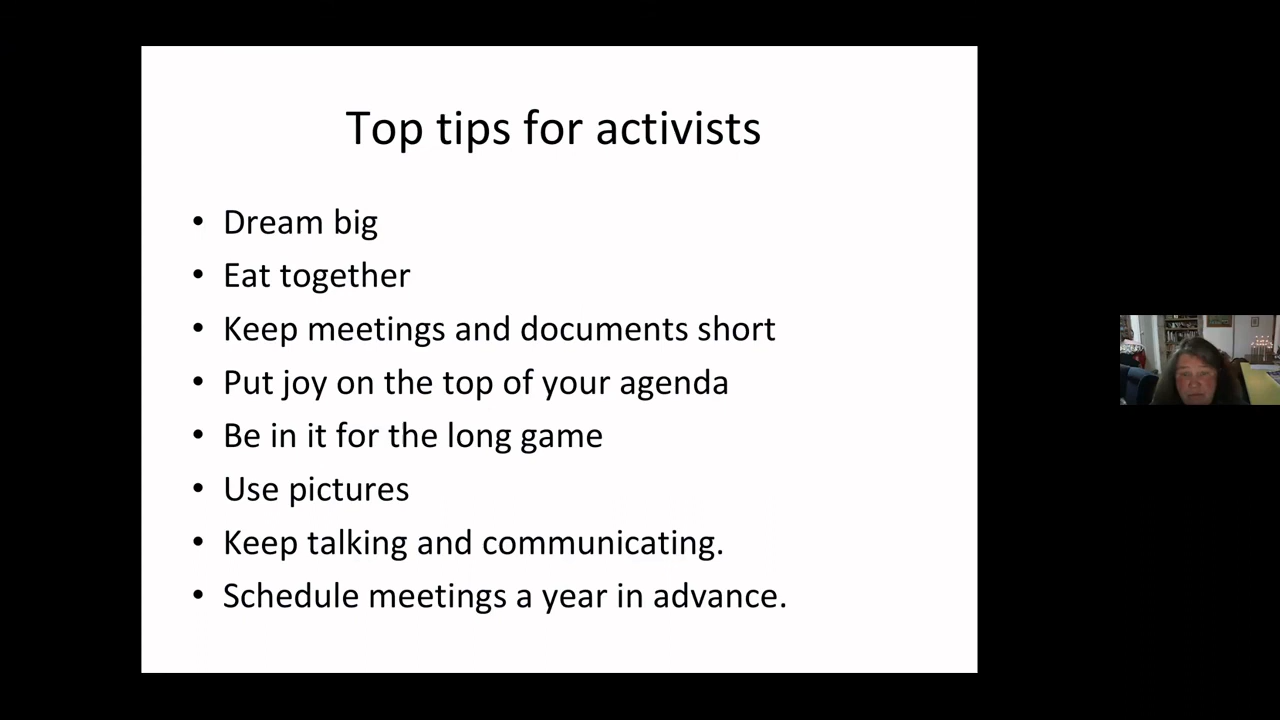 Top tips for activists
• Dream big
• Eat together
• Keep meetings and documents short
• Put joy on the top of your agenda
• Be in it for the long game
• Use pictures
• Keep talking and communicating.
• Schedule meetings a year in advance.